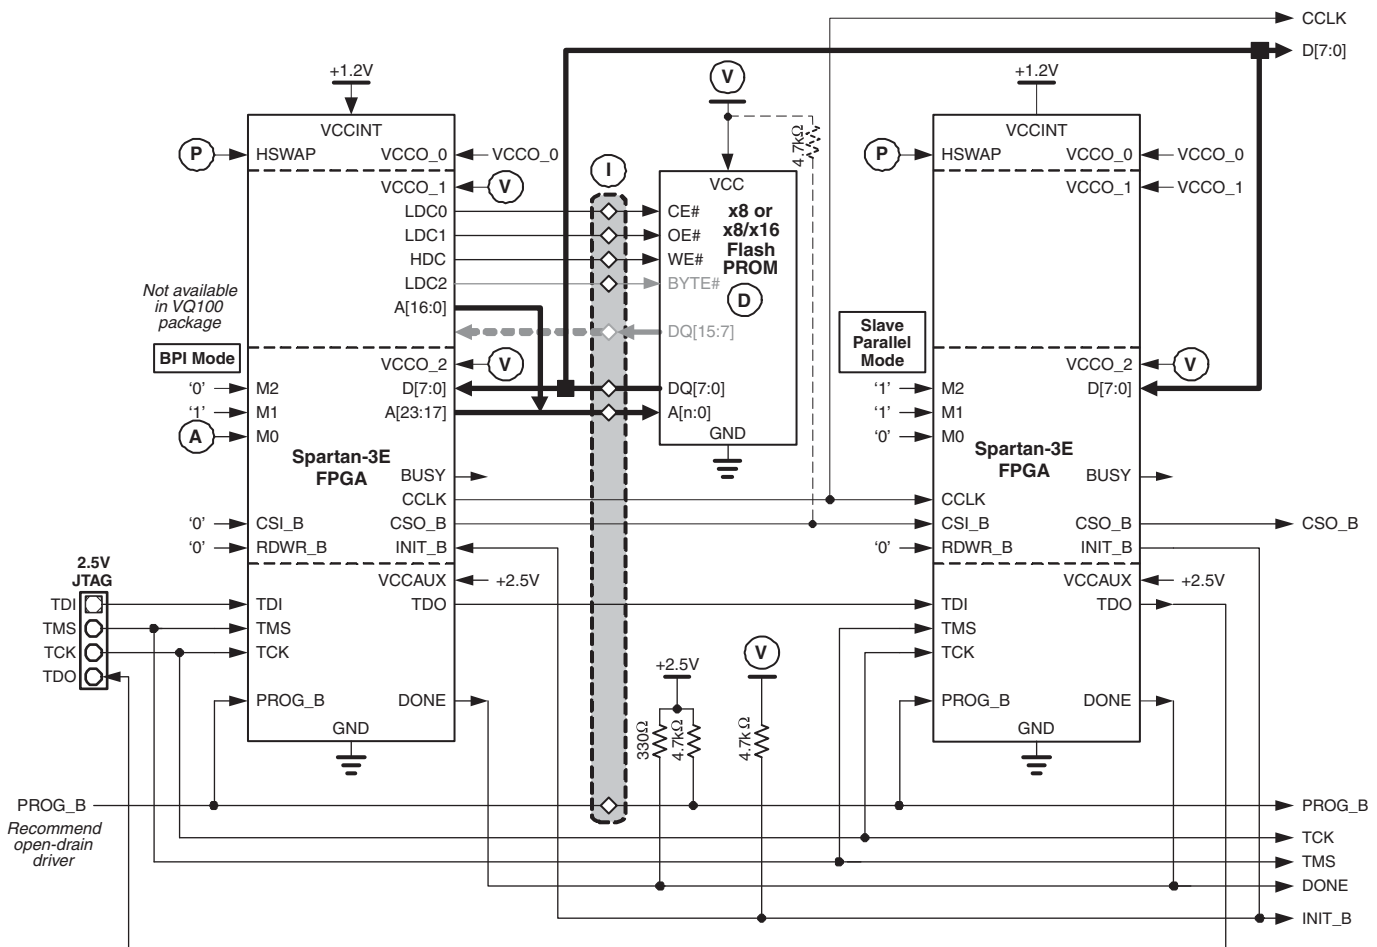 CCLK
D[7:0]
+1.2V
V
+1.2V
4.7kΩ
VCCINT
P
HSWAP
VCCO_0
VCCO_0
VCCO_1
V
LDC0
LDC1
HDC
LDC2
A[16:0]
Not available
in VQ100
package
BPI Mode
VCCO_2
V
'0'
M2
D[7:0]
'1'
M1
A[23:17]
A
M0
Spartan-3E
FPGA
BUSY
CCLK
'0'
CSI_B
CSO_B
'0'
RDWR_B
INIT_B
VCCAUX
+2.5V
2.5V
JTAG
TDI
TDI
TDO
TMS
TMS
TCK
TCK
TDO
PROG_B
DONE
GND
I
VCC
CE#
x8 or
x8/x16
Flash
PROM
OE#
WE#
BYTE#
D
DQ[15:7]
DQ[7:0]
A[n:0]
GND
VCCINT
P
HSWAP
VCCO_0
VCCO_0
VCCO_1
VCCO_1
Slave
Parallel
Mode
VCCO_2
V
'1'
M2
D[7:0]
'1'
M1
'0'
M0
Spartan-3E
FPGA
BUSY
CCLK
CSI_B
CSO_B
CSO_B
'0'
RDWR_B
INIT_B
VCCAUX
+2.5V
TDI
TDO
TMS
TCK
PROG_B
DONE
GND
+2.5V
V
330Ω
4.7kΩ
4.7kΩ
PROG_B
Recommend
open-drain
driver
PROG_B
TCK
TMS
DONE
INIT_B